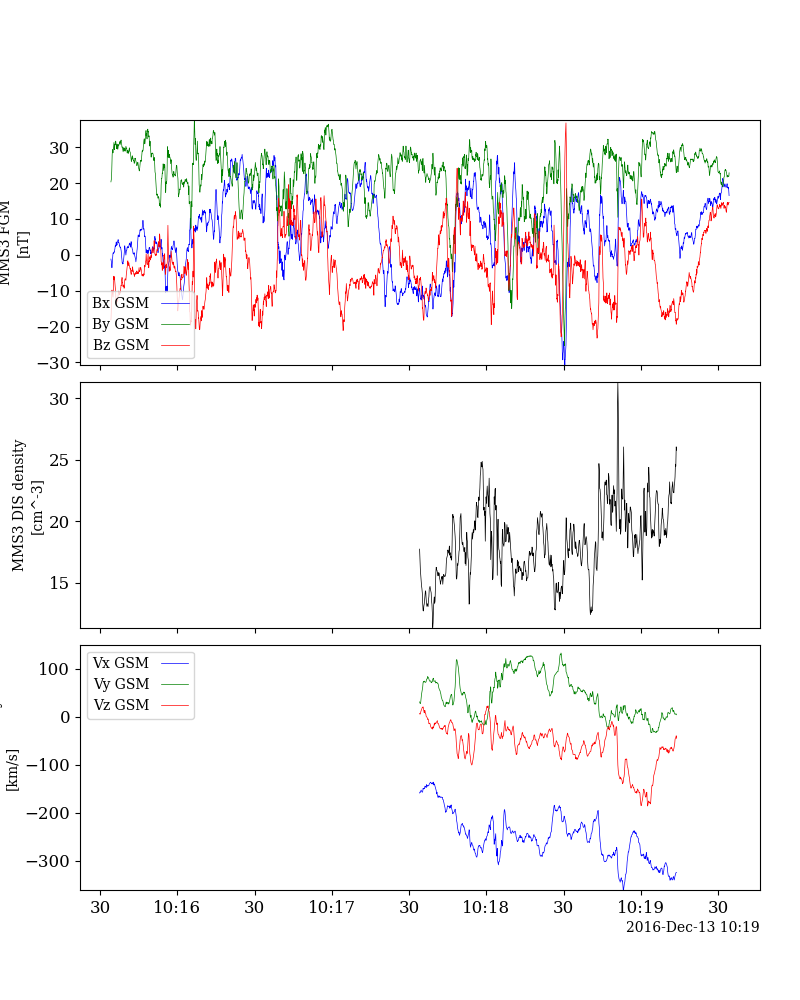 MMS3 FGM
[nT]
30
20
10
0
−10
−20
−30
Bx GSM
By GSM
Bz GSM
MMS3 DIS density
[cm^-3]
30
25
20
15
[km/s]
100
0
−100
−200
−300
Vx GSM
Vy GSM
Vz GSM
30 10:16 30 10:17 30 10:18 30 10:19 30
2016-Dec-13 10:19